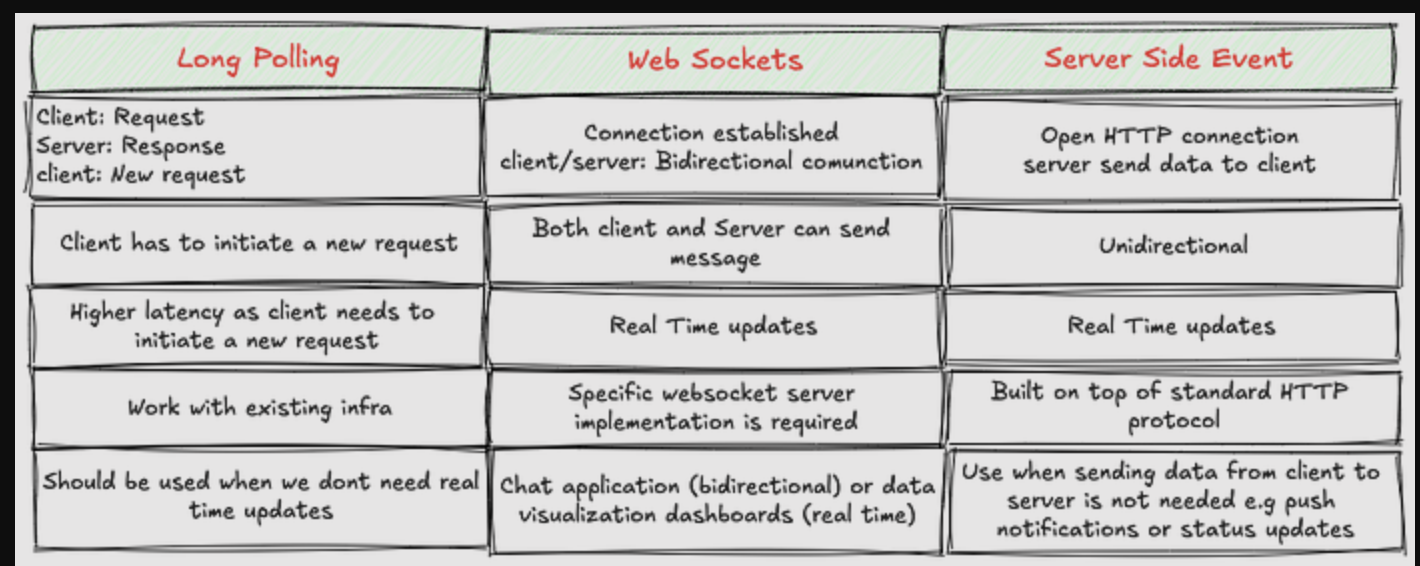 Long Polling
Web Sockets
Server Side Event
Client: Request
Server: Response
client: New request
Connection established
client/server: Bidirectional comunction
Open HTTP connection
server send data to client
Client has to initiate a new request
Both client and Server can send
message
Unidirectional
Higher latency as client needs to
initiate a new request
Real Time updates
Real Time updates
Work with existing infra
Specific websocket server
implementation is required
Built on top of standard HTTP
protocol
Should be used when we dont need real
time updates
Chat application (bidirectional) or data
visualization dashboards (real time)
Use when sending data from client to
server is not needed e.g push
notifications or status updates